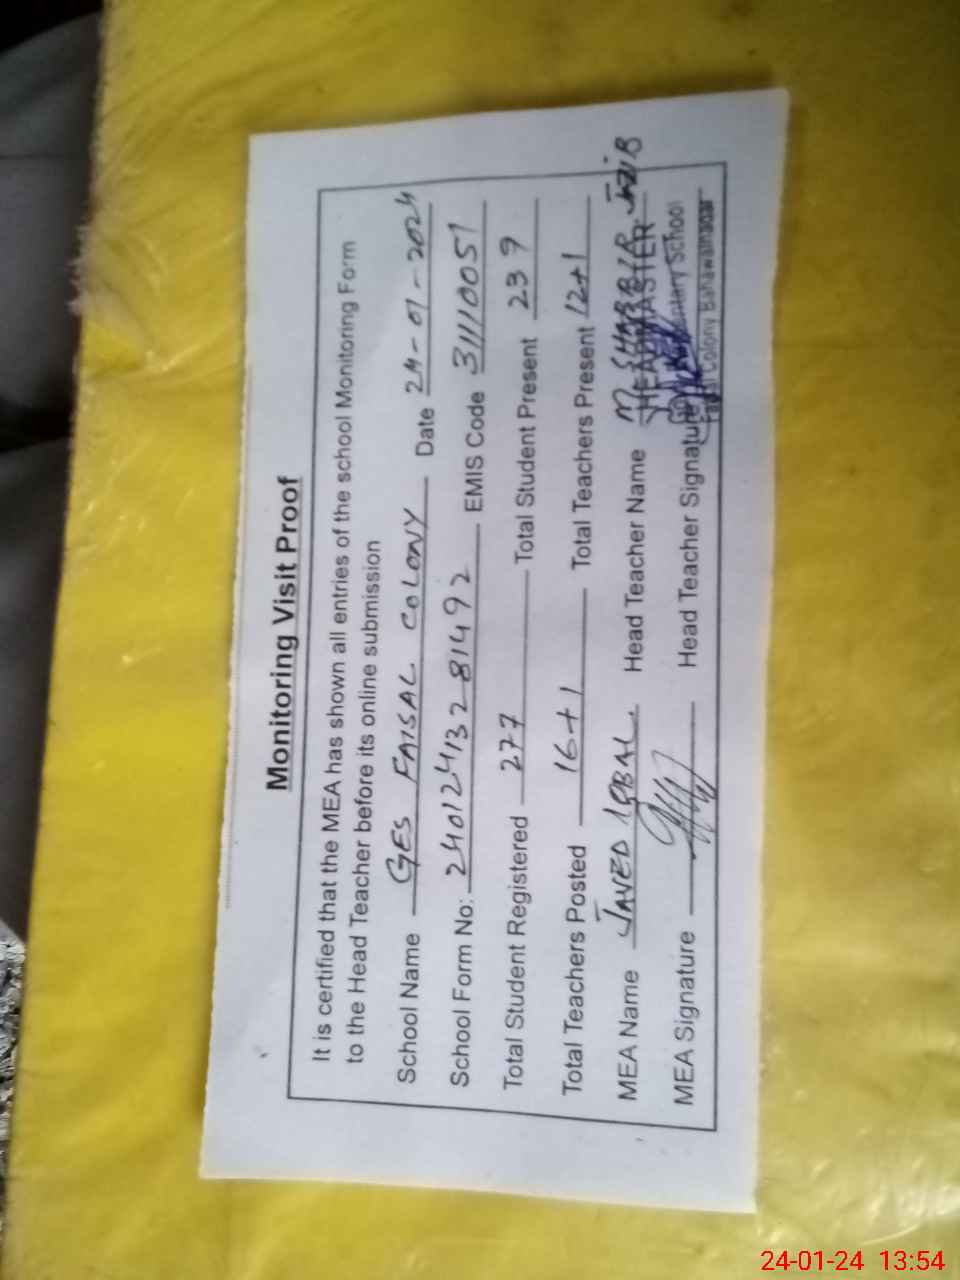 Monitoring Visit Proof
It is certified that the MEA has shown all entries of the school Monitoring Form
to the Head Teacher before its online submission
School Name GES FAISAL COLONY Date 24-01-2024
School Form No: 24012413281492 EMIS Code 31110051
Total Student Registered 277 Total Student Present 239
Total Teachers Posted 16+1 Total Teachers Present 12+1
MEA Name JAVED IQBAL Head Teacher Name M SHABBIR
HEADMASTER
MEA Signature Head Teacher Signature
School
Colony Bahawalnagar
24-01-24 13:54